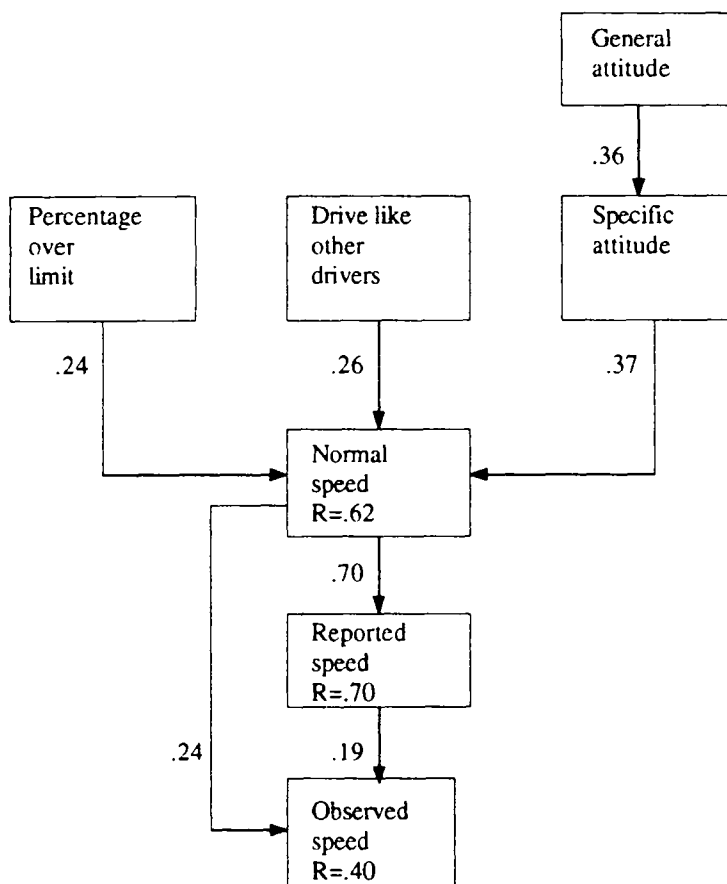 General
attitude
.36
Percentage
over
limit
Drive like
other
drivers
Specific
attitude
.24
.26
.37
Normal
speed
R=.62
.70
Reported
speed
R=.70
.24
.19
Observed
speed
R=.40